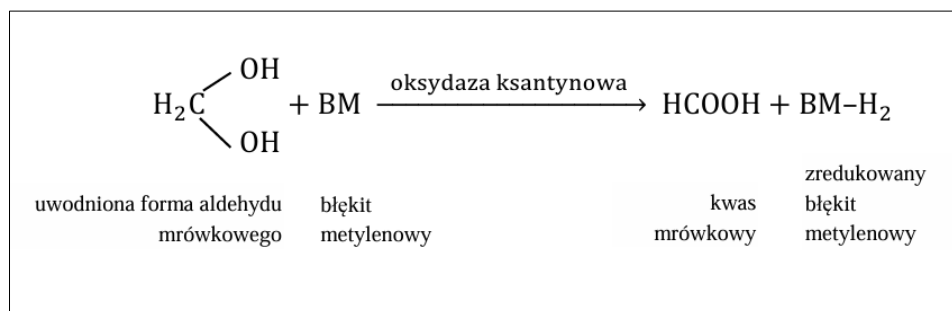 OH
oksydaza ksantynowa
H₂C + BM HCOOH + BM–H₂
OH
zredukowany
uwodniona forma aldehydu błękit kwas błękit
mrówkowego metylenowy mrówkowy metylenowy